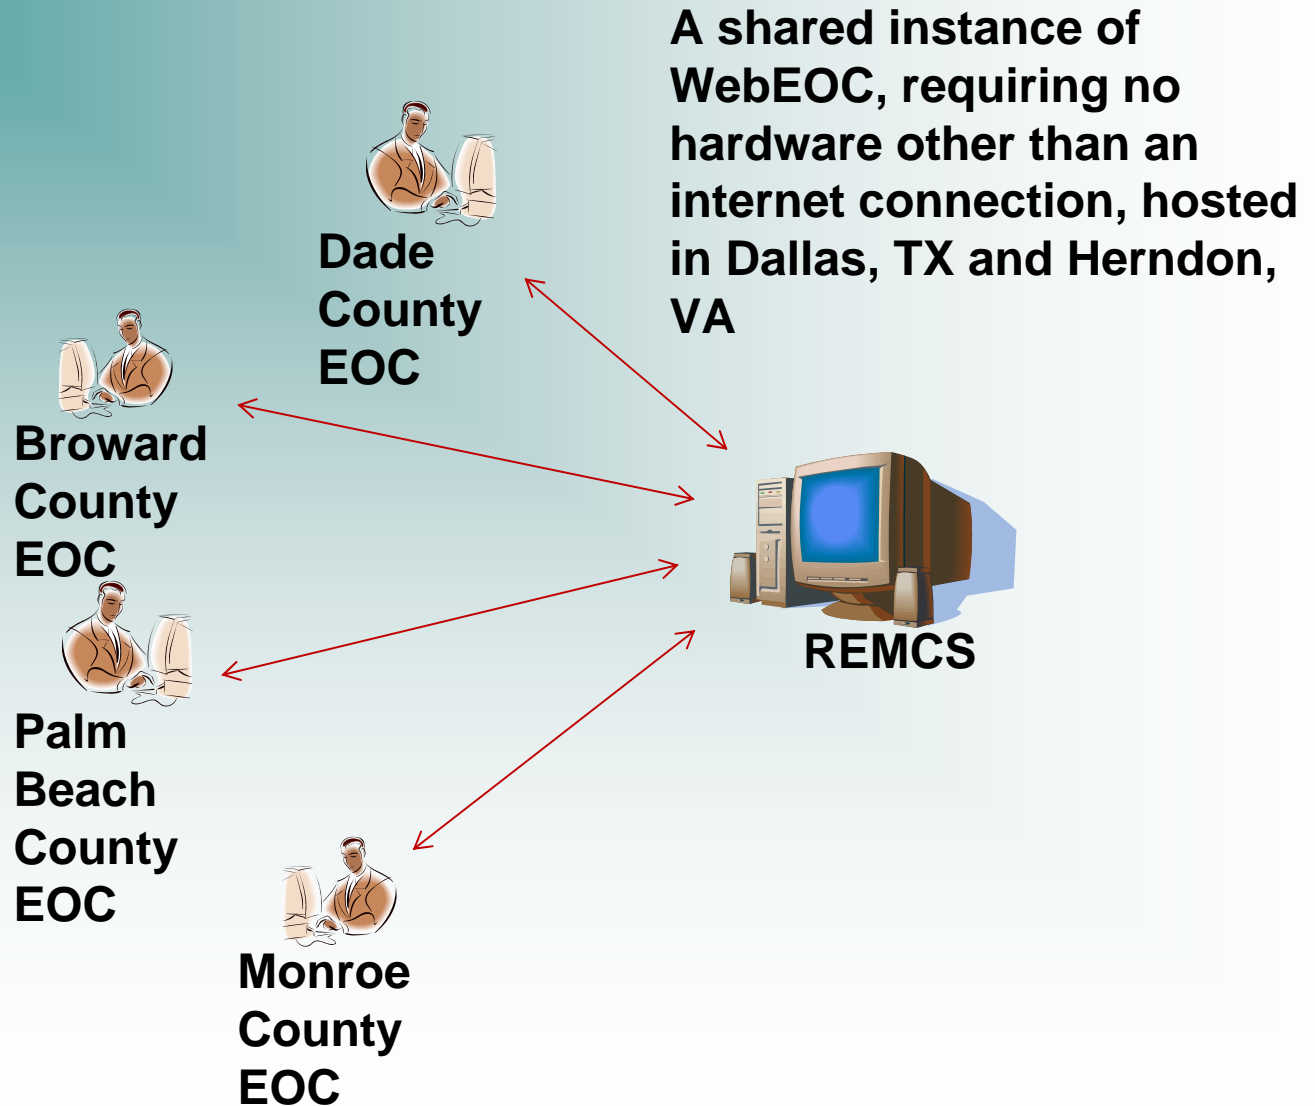 A shared instance of
WebEOC, requiring no
hardware other than an
internet connection, hosted
in Dallas, TX and Herndon,
VA
Dade
County
EOC
Broward
County
EOC
Palm
Beach
County
EOC
Monroe
County
EOC
REMCS